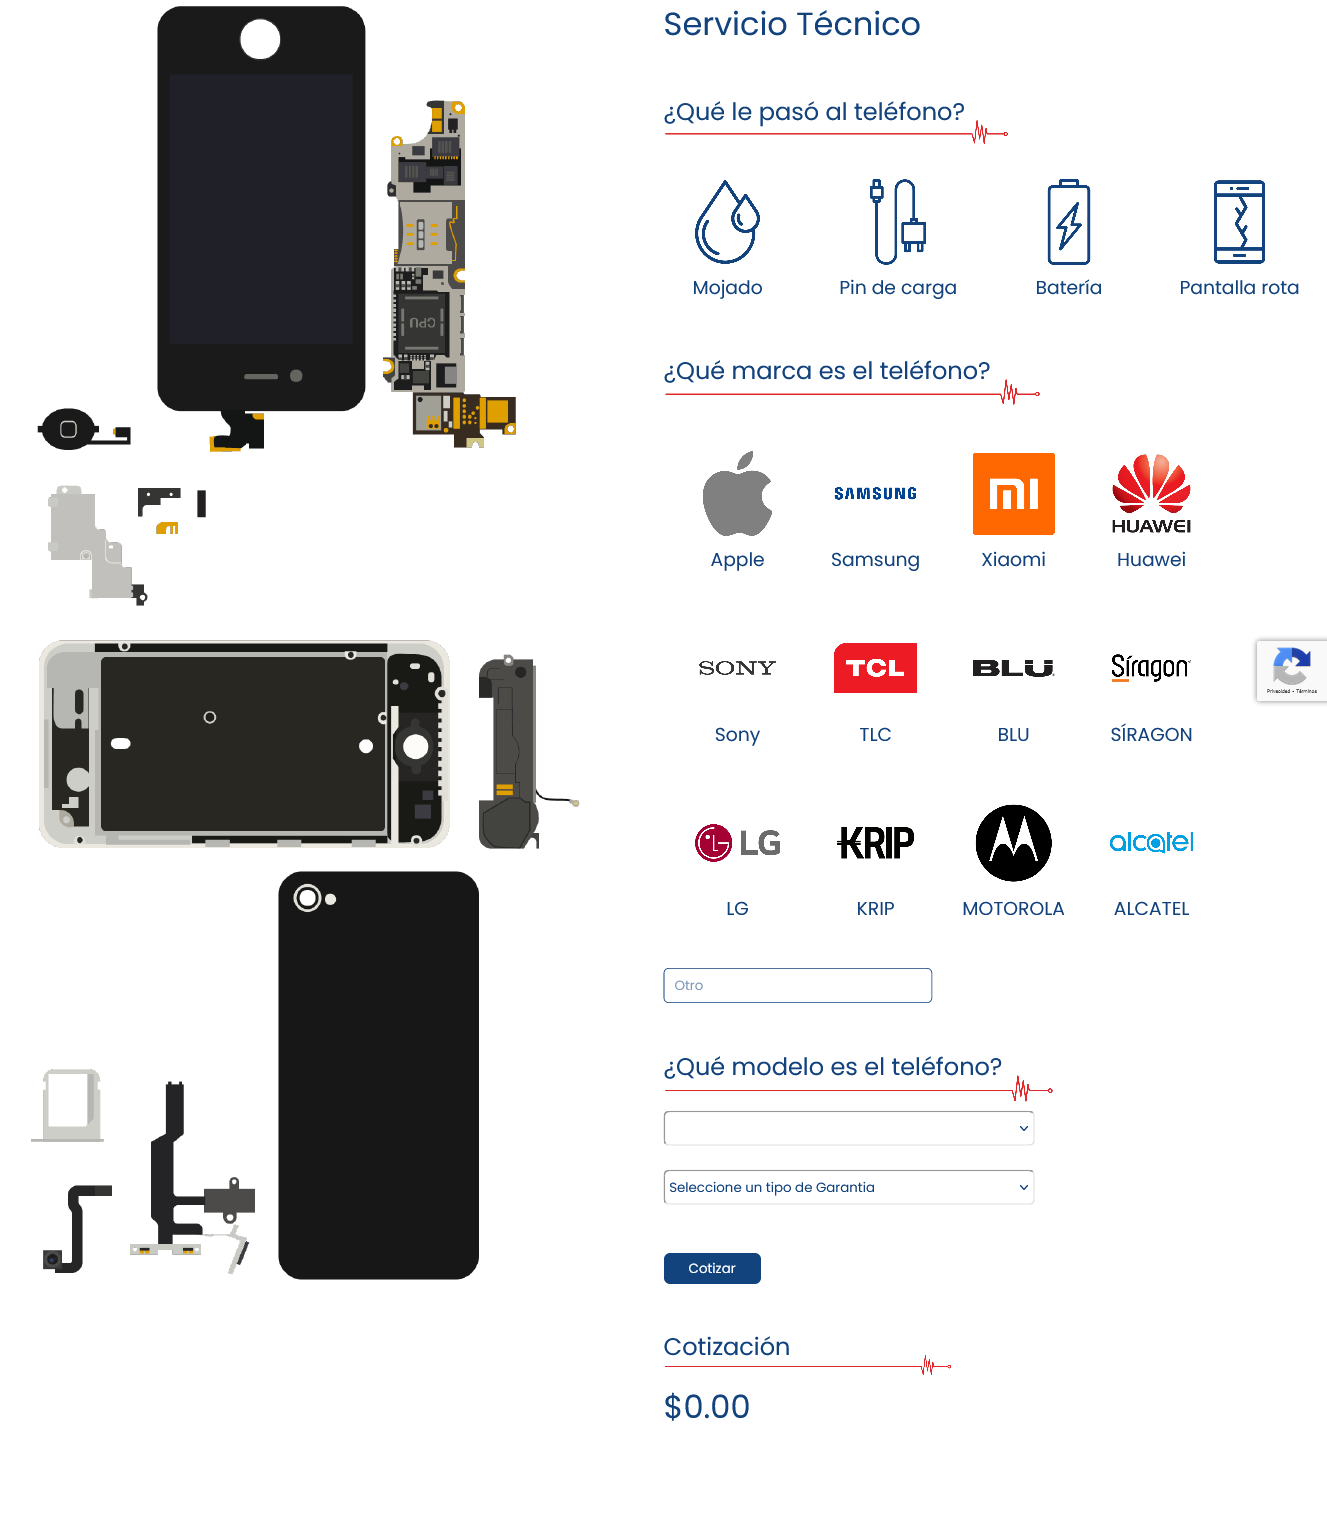 Servicio Técnico
¿Qué le pasó al teléfono?
Mojado
Pin de carga
Batería
Pantalla rota
CPU
¿Qué marca es el teléfono?
SAMSUNG
mi
HUAWEI
Apple
Samsung
Xiaomi
Huawei
SONY
TCL
BLU
Síragon
Privacidad • Términos
Sony
TLC
BLU
SÍRAGON
LG
KRIP
alcatel
LG
KRIP
MOTOROLA
ALCATEL
Otro
¿Qué modelo es el teléfono?
Seleccione un tipo de Garantia
Cotizar
Cotización
$0.00